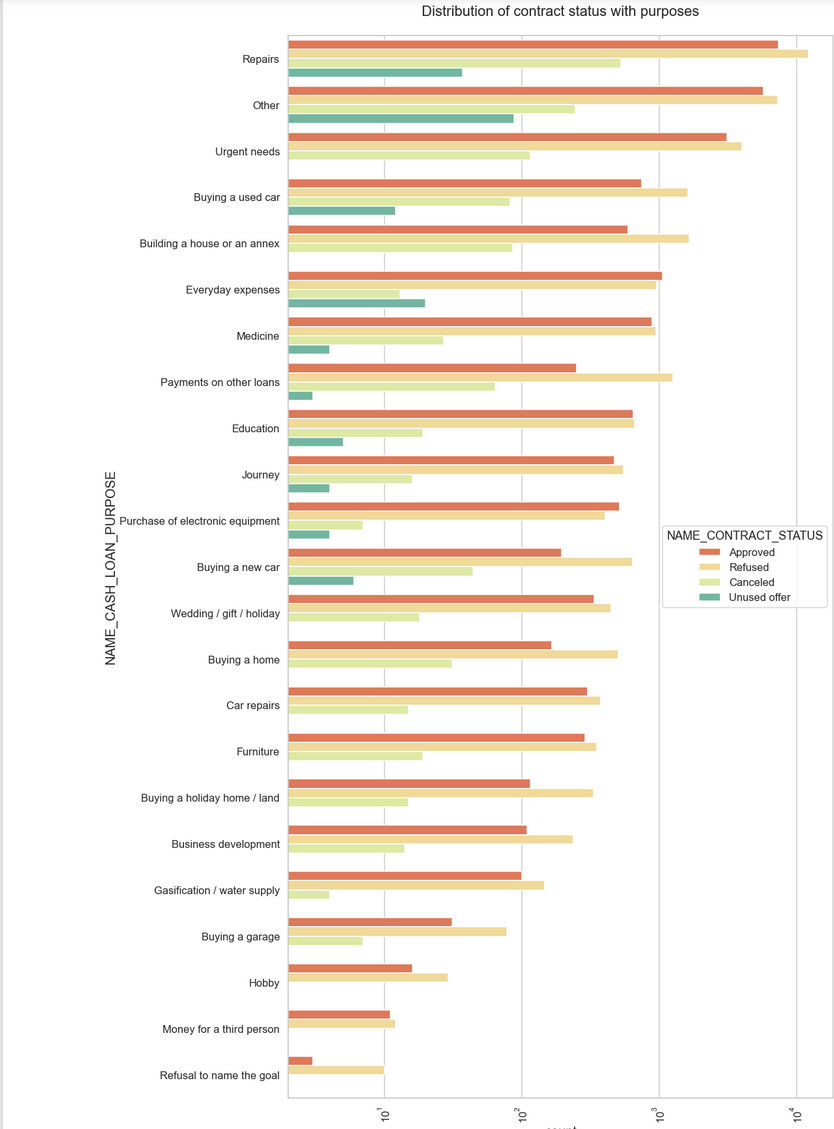 Distribution of contract status with purposes
Repairs
Other
Urgent needs
Buying a used car
Building a house or an annex
Everyday expenses
Medicine
Payments on other loans
Education
Journey
Purchase of electronic equipment
Buying a new car
Wedding / gift / holiday
Buying a home
Car repairs
Furniture
Buying a holiday home / land
Business development
Gasification / water supply
Buying a garage
Hobby
Money for a third person
Refusal to name the goal
NAME_CASH_LOAN_PURPOSE
NAME_CONTRACT_STATUS
Approved
Refused
Canceled
Unused offer
10¹
10²
10³
10⁴